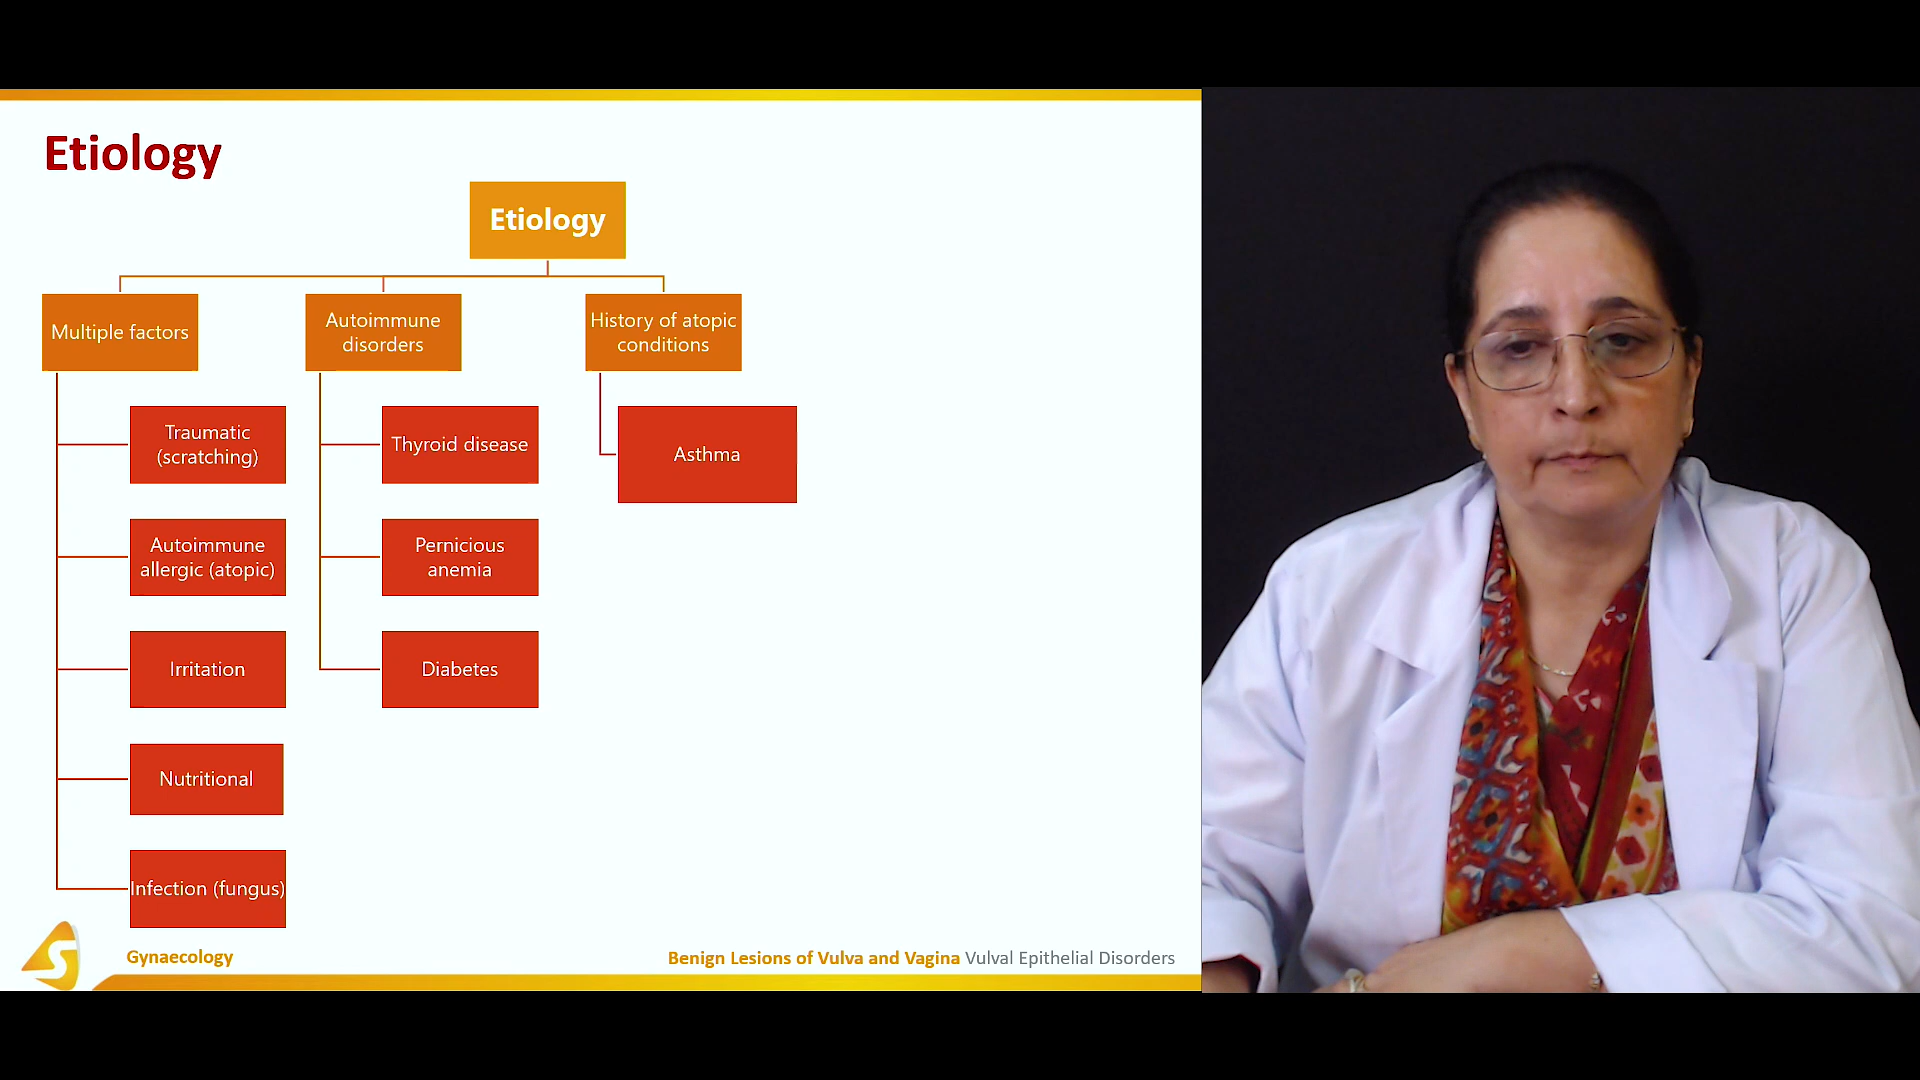 Etiology
Etiology
Multiple factors
Autoimmune
disorders
History of atopic
conditions
Traumatic
(scratching)
Autoimmune
allergic (atopic)
Irritation
Nutritional
Infection (fungus)
Thyroid disease
Pernicious
anemia
Diabetes
Asthma
S
Gynaecology
Benign Lesions of Vulva and Vagina Vulval Epithelial Disorders